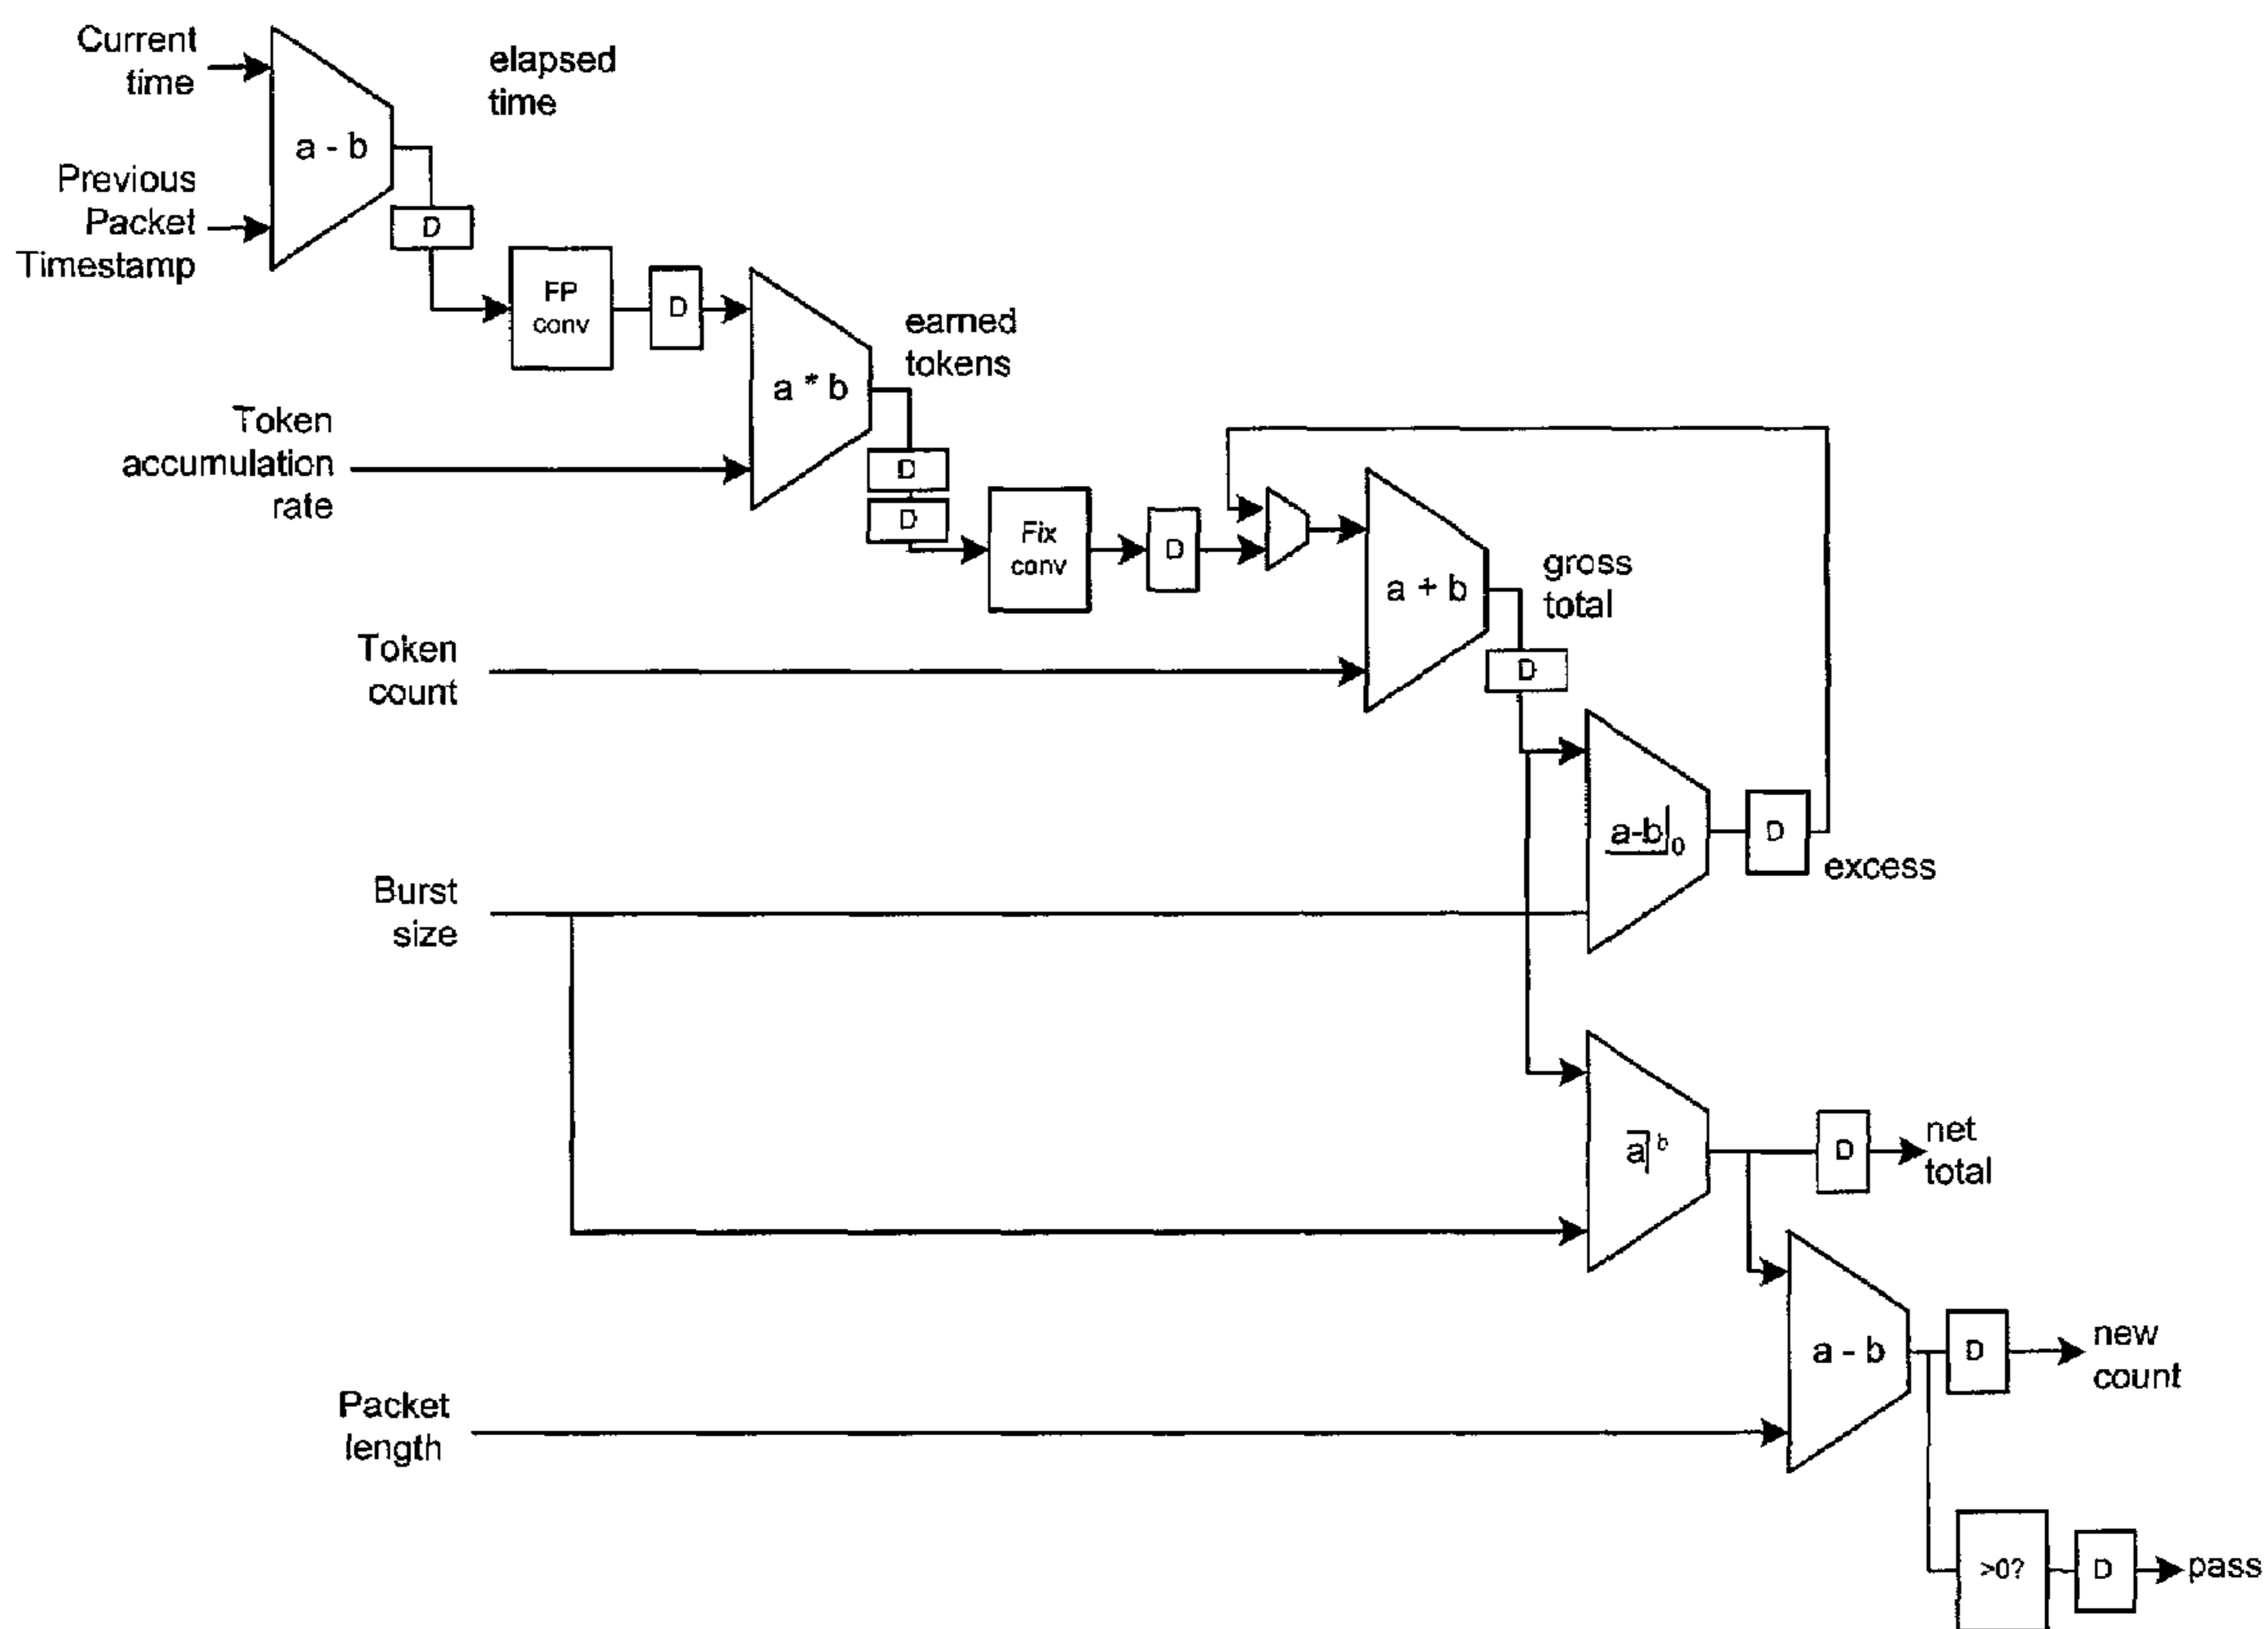 Current
time
elapsed
time
a - b
Previous
Packet
Timestamp
D
FP
conv
D
earned
tokens
a * b
Token
accumulation
rate
D
D
Fix
conv
D
gross
total
a + b
Token
count
D
a-b|0
D
excess
Burst
size
a|b
D
net
total
a - b
D
new
count
Packet
length
>0?
D
pass